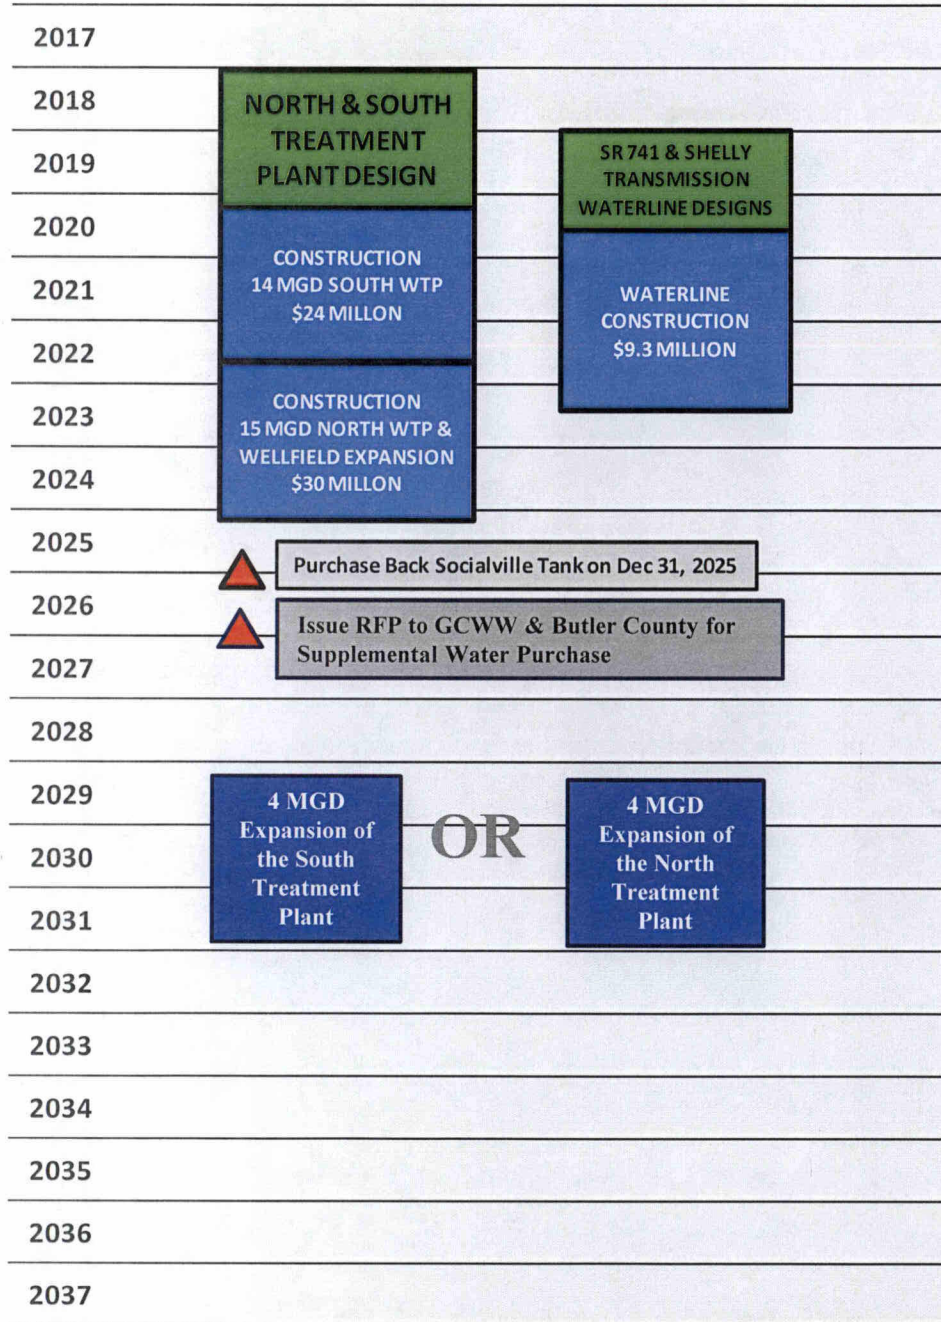 2017
2018
2019
2020
2021
2022
2023
2024
2025
2026
2027
2028
2029
2030
2031
2032
2033
2034
2035
2036
2037
NORTH & SOUTH
TREATMENT
PLANT DESIGN
CONSTRUCTION
14 MGD SOUTH WTP
$24 MILLON
CONSTRUCTION
15 MGD NORTH WTP &
WELLFIELD EXPANSION
$30 MILLON
SR 741 & SHELLY
TRANSMISSION
WATERLINE DESIGNS
WATERLINE
CONSTRUCTION
$9.3 MILLION
Purchase Back Socialville Tank on Dec 31, 2025
Issue RFP to GCWW & Butler County for
Supplemental Water Purchase
4 MGD
Expansion of
the South
Treatment
Plant
OR
4 MGD
Expansion of
the North
Treatment
Plant